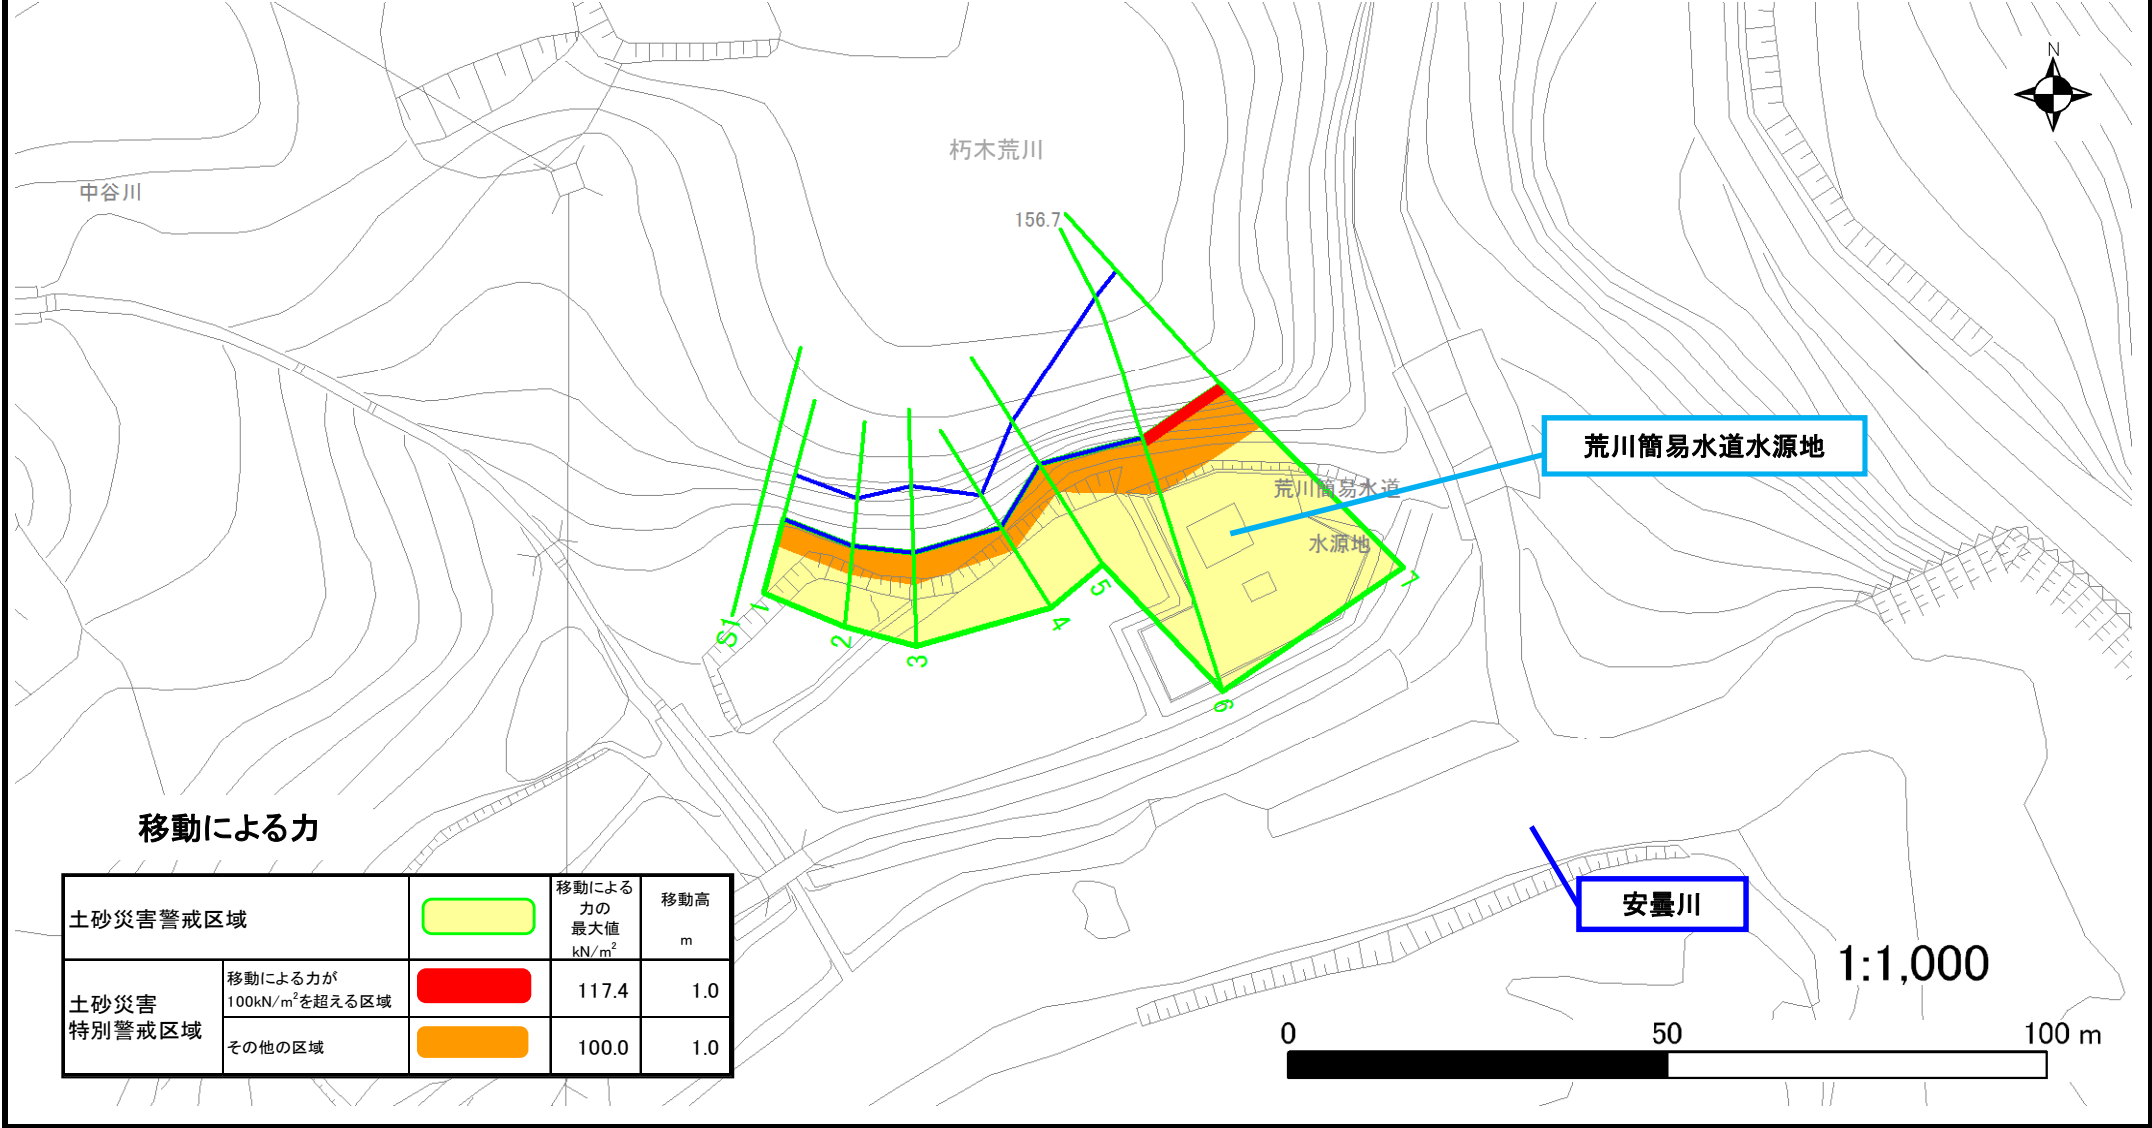 N
朽木荒川
中谷川
156.7
荒川簡易水道水源地
荒川簡易水道
水源地
S1
1
2
3
4
5
6
7
移動による力
土砂災害警戒区域
移動による
力の
最大値
kN/m²
移動高
m
土砂災害
特別警戒区域
移動による力が
100kN/m²を超える区域
117.4
1.0
その他の区域
100.0
1.0
安曇川
1:1,000
0 50 100 m